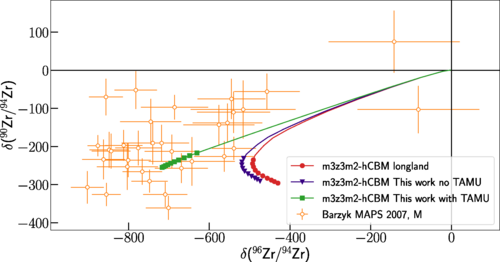 100
0
−100
−200
−300
−400
δ(⁹⁰Zr/⁹⁴Zr)
m3z3m2-hCBM longland
m3z3m2-hCBM This work no TAMU
m3z3m2-hCBM This work with TAMU
Barzyk MAPS 2007, M
−800 −600 −400 −200 0
δ(⁹⁶Zr/⁹⁴Zr)